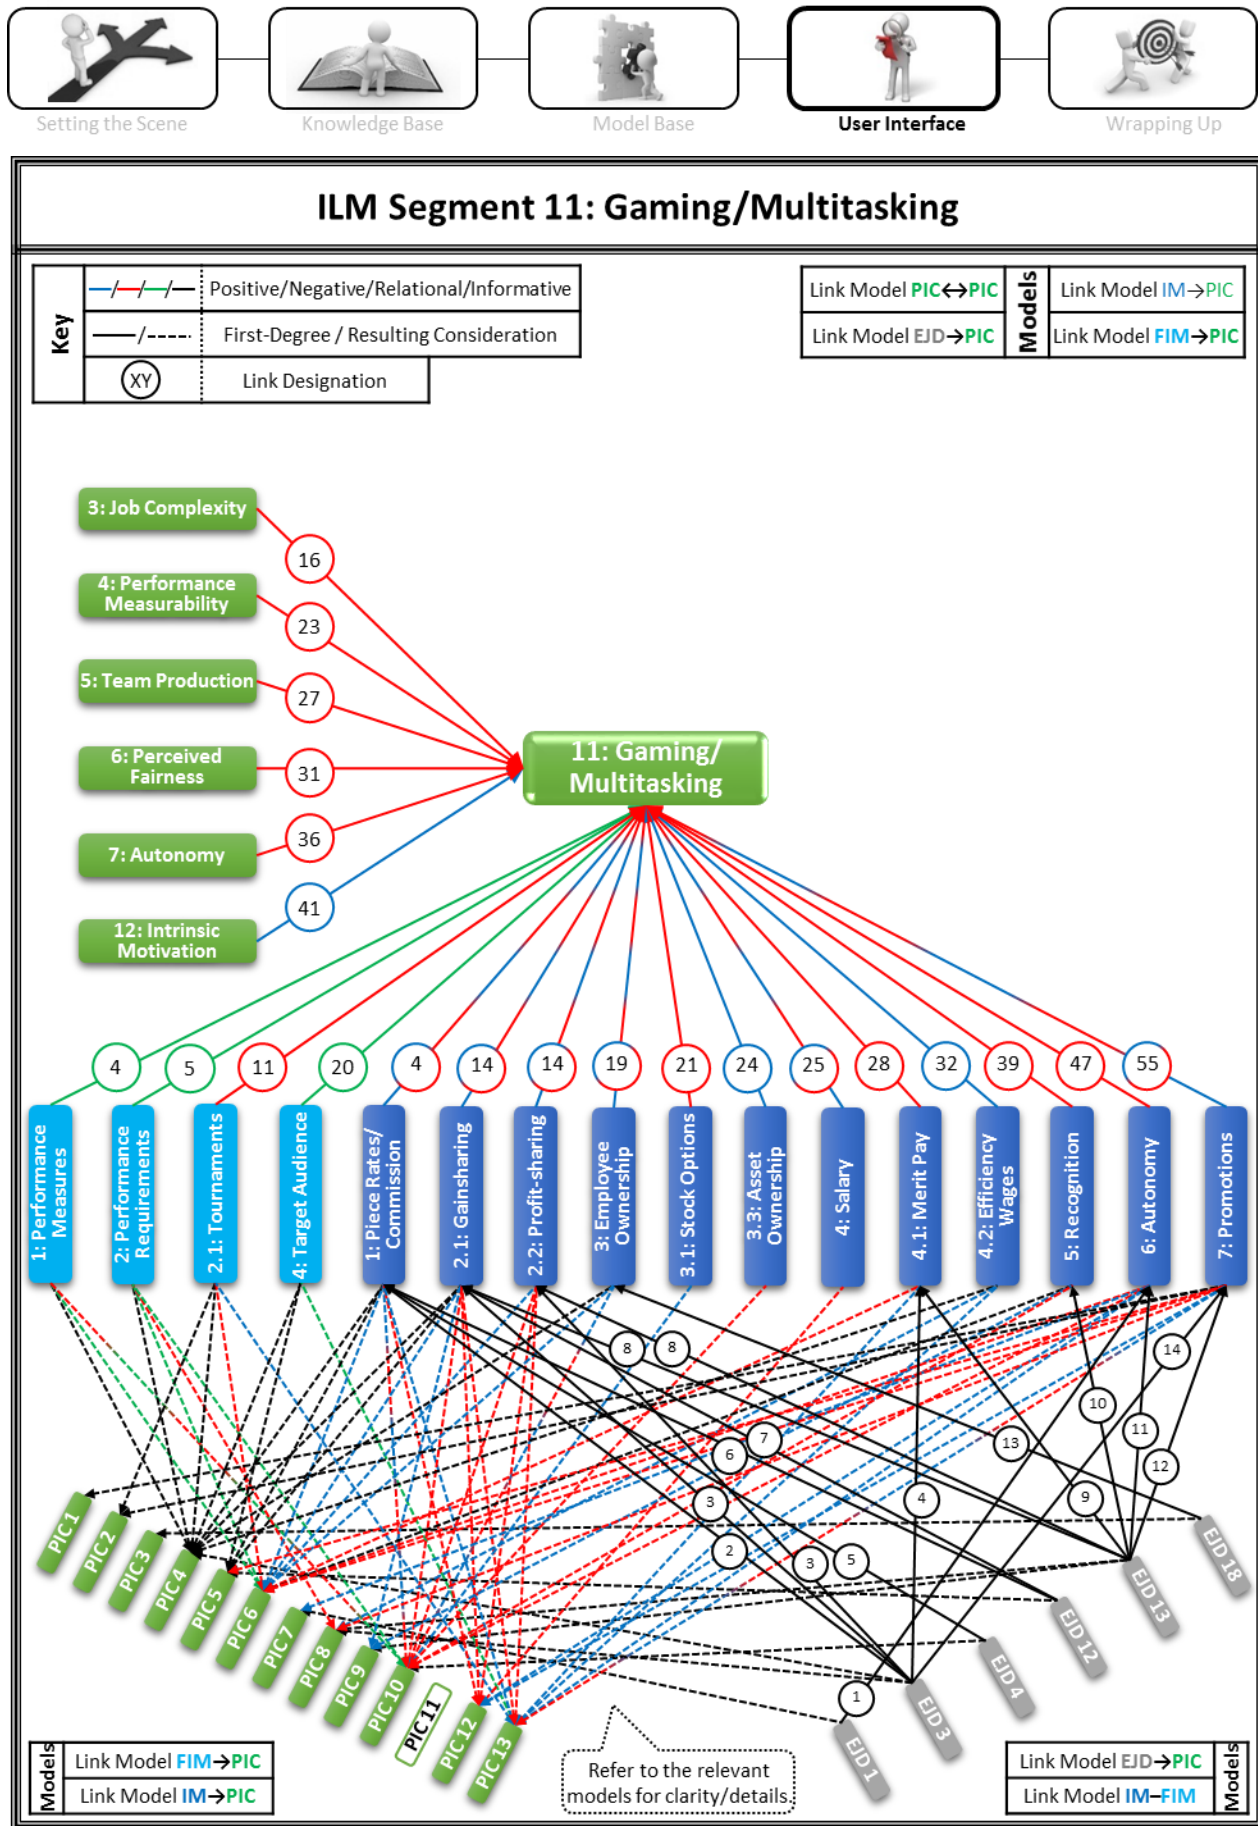 Setting the Scene
Knowledge Base
Model Base
User Interface
Wrapping Up
ILM Segment 11: Gaming/Multitasking
Key
—/—/—/— Positive/Negative/Relational/Informative
—/---- First-Degree / Resulting Consideration
XY Link Designation
Link Model PIC↔PIC
Link Model EJD→PIC
Models
Link Model IM→PIC
Link Model FIM→PIC
3: Job Complexity
16
4: Performance
Measurability
23
5: Team Production
27
6: Perceived
Fairness
31
7: Autonomy
36
12: Intrinsic
Motivation
41
11: Gaming/
Multitasking
4 5 11 20 4 14 14 19 21 24 25 28 32 39 47 55
1: Performance
Measures
2: Performance
Requirements
2.1: Tournaments
4: Target Audience
1: Piece Rates/
Commission
2.1: Gainsharing
2.2: Profit-sharing
3: Employee
Ownership
3.1: Stock Options
3.3: Asset
Ownership
4: Salary
4.1: Merit Pay
4.2: Efficiency
Wages
5: Recognition
6: Autonomy
7: Promotions
8
8
14
10
11
7
13
6
12
3
4
9
2
3
5
1
PIC 1
PIC 2
PIC 3
PIC 4
PIC 5
PIC 6
PIC 7
PIC 8
PIC 9
PIC 10
PIC 11
PIC 12
PIC 13
EJD 1
EJD 3
EJD 4
EJD 12
EJD 13
EJD 18
Models
Link Model FIM→PIC
Link Model IM→PIC
Refer to the relevant
models for clarity/details.
Link Model EJD→PIC
Link Model IM–FIM
Models